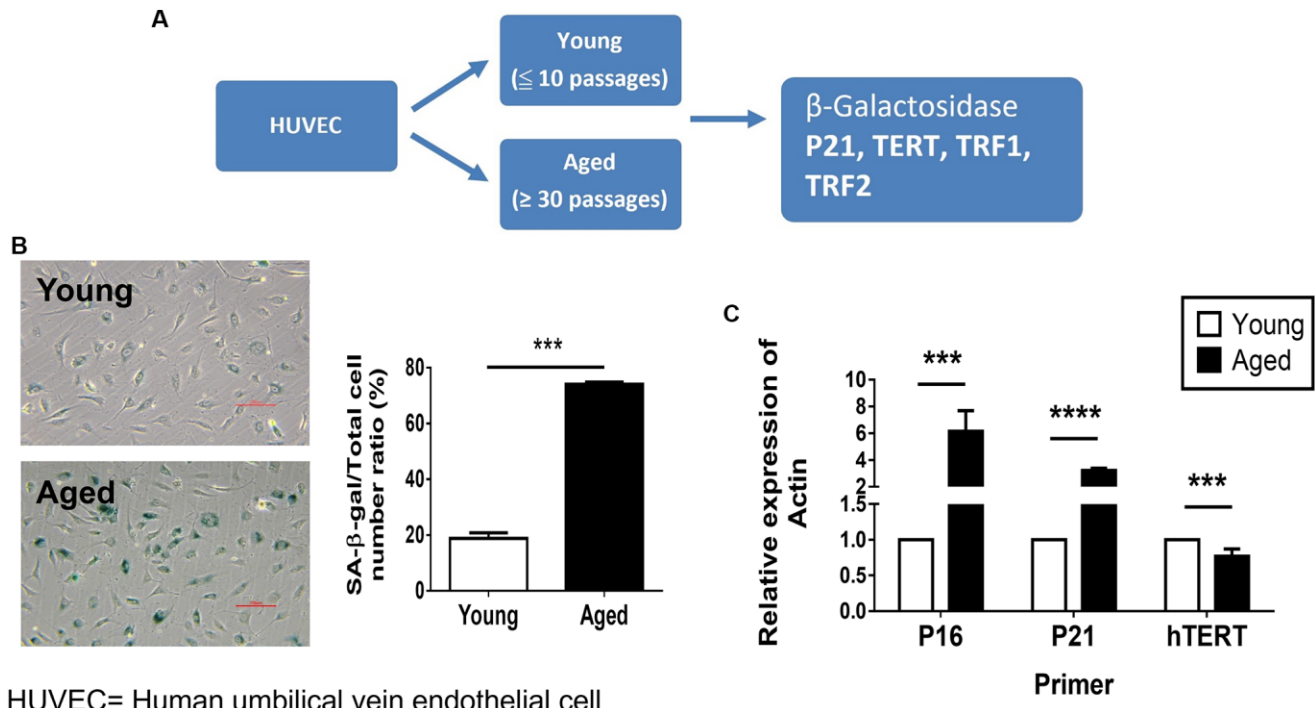 A
HUVEC
Young
(≦ 10 passages)
Aged
(≥ 30 passages)
β-Galactosidase
P21, TERT, TRF1,
TRF2
B
Young
Aged
SA-β-gal/Total cell
number ratio (%)
80
60
40
20
0
***
Young
Aged
C
Young
Aged
Relative expression of
Actin
10
8
6
4
2
1.5
1.0
0.5
0.0
***
****
***
P16
P21
hTERT
Primer
HUVEC= Human umbilical vein endothelial cell